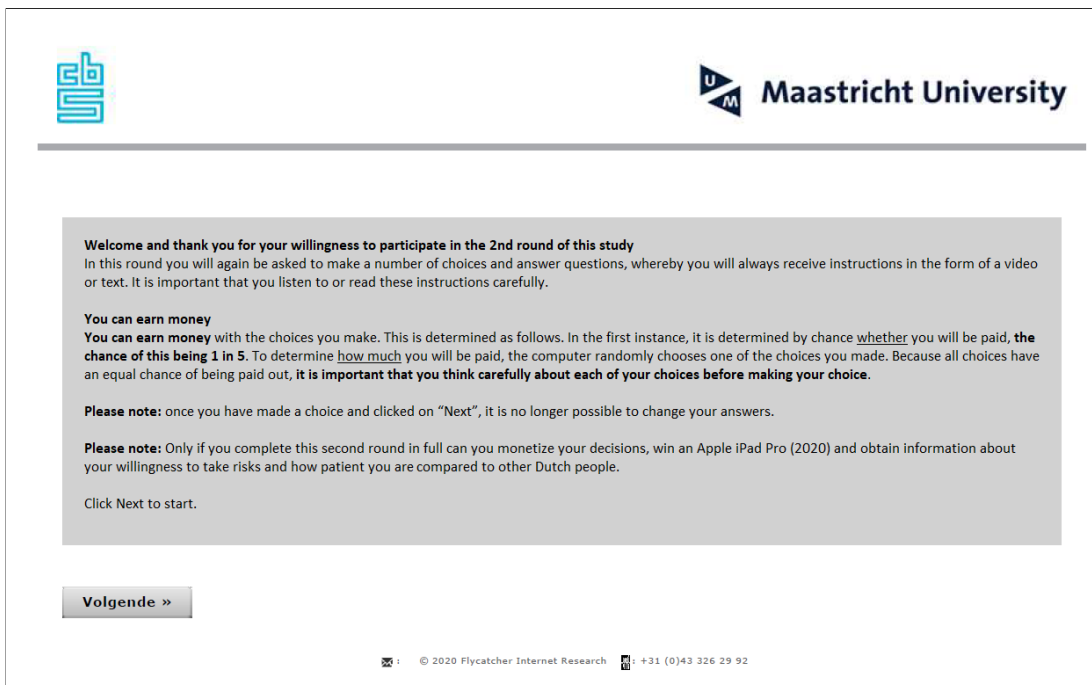 cbs
UM Maastricht University
Welcome and thank you for your willingness to participate in the 2nd round of this study
In this round you will again be asked to make a number of choices and answer questions, whereby you will always receive instructions in the form of a video
or text. It is important that you listen to or read these instructions carefully.
You can earn money
You can earn money with the choices you make. This is determined as follows. In the first instance, it is determined by chance whether you will be paid, the
chance of this being 1 in 5. To determine how much you will be paid, the computer randomly chooses one of the choices you made. Because all choices have
an equal chance of being paid out, it is important that you think carefully about each of your choices before making your choice.
Please note: once you have made a choice and clicked on “Next”, it is no longer possible to change your answers.
Please note: Only if you complete this second round in full can you monetize your decisions, win an Apple iPad Pro (2020) and obtain information about
your willingness to take risks and how patient you are compared to other Dutch people.
Click Next to start.
Volgende »
: © 2020 Flycatcher Internet Research : +31 (0)43 326 29 92